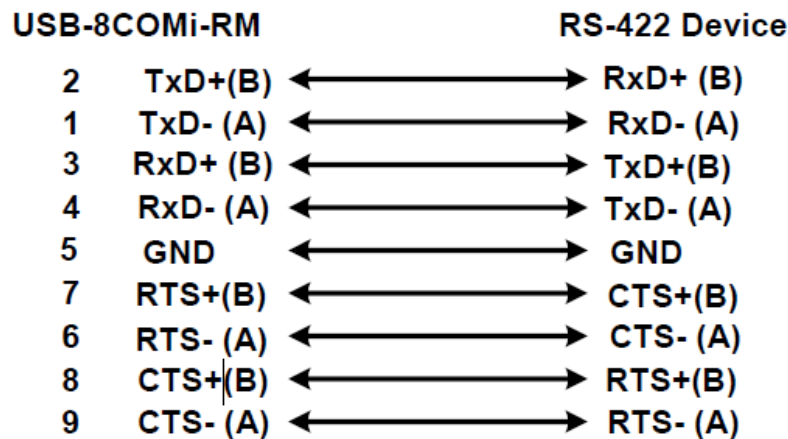 USB-8COMi-RM RS-422 Device
2 TxD+(B) RxD+ (B)
1 TxD- (A) RxD- (A)
3 RxD+ (B) TxD+(B)
4 RxD- (A) TxD- (A)
5 GND GND
7 RTS+(B) CTS+(B)
6 RTS- (A) CTS- (A)
8 CTS+(B) RTS+(B)
9 CTS- (A) RTS- (A)